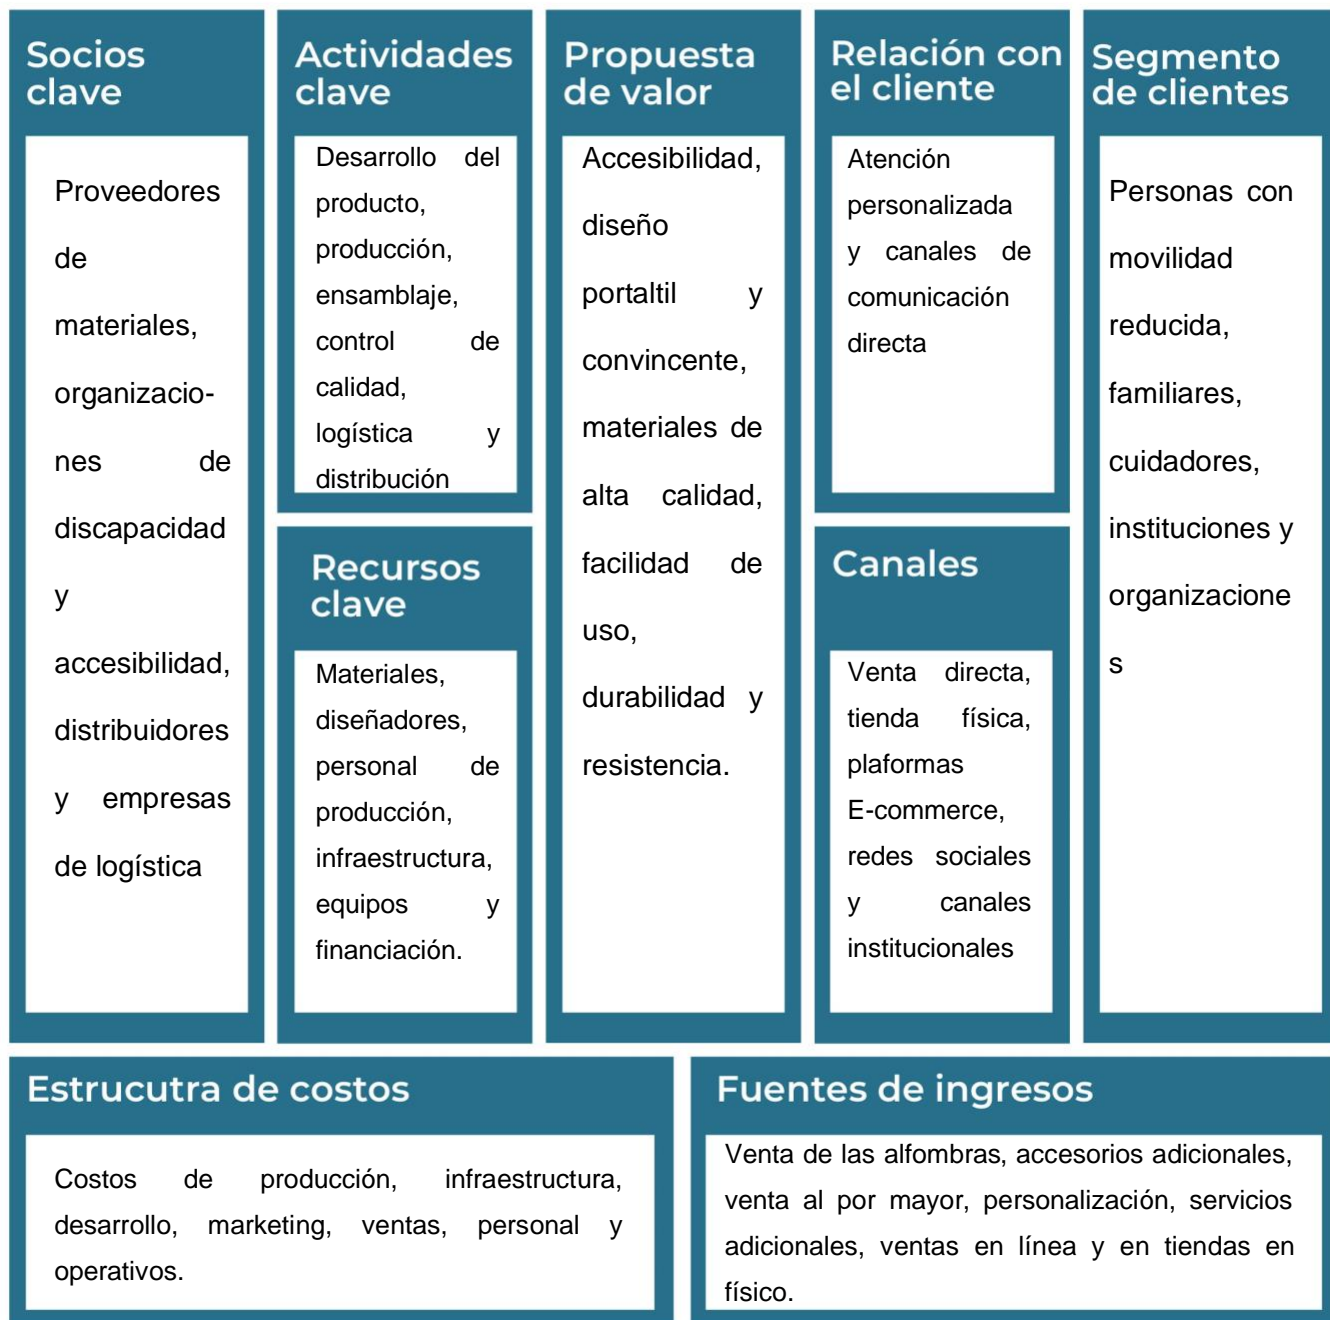 Socios
clave
Proveedores
de
materiales,
organizacio-
nes de
discapacidad
y
accesibilidad,
distribuidores
y empresas
de logística
Actividades
clave
Desarrollo del
producto,
producción,
ensamblaje,
control de
calidad,
logística y
distribución
Recursos
clave
Materiales,
diseñadores,
personal de
producción,
infraestructura,
equipos y
financiación.
Propuesta
de valor
Accesibilidad,
diseño
portaltil y
convincente,
materiales de
alta calidad,
facilidad de
uso,
durabilidad y
resistencia.
Relación con
el cliente
Atención
personalizada
y canales de
comunicación
directa
Canales
Venta directa,
tienda física,
plaformas
E-commerce,
redes sociales
y canales
institucionales
Segmento
de clientes
Personas con
movilidad
reducida,
familiares,
cuidadores,
instituciones y
organizacione
s
Estrucutra de costos
Costos de producción, infraestructura,
desarrollo, marketing, ventas, personal y
operativos.
Fuentes de ingresos
Venta de las alfombras, accesorios adicionales,
venta al por mayor, personalización, servicios
adicionales, ventas en línea y en tiendas en
físico.